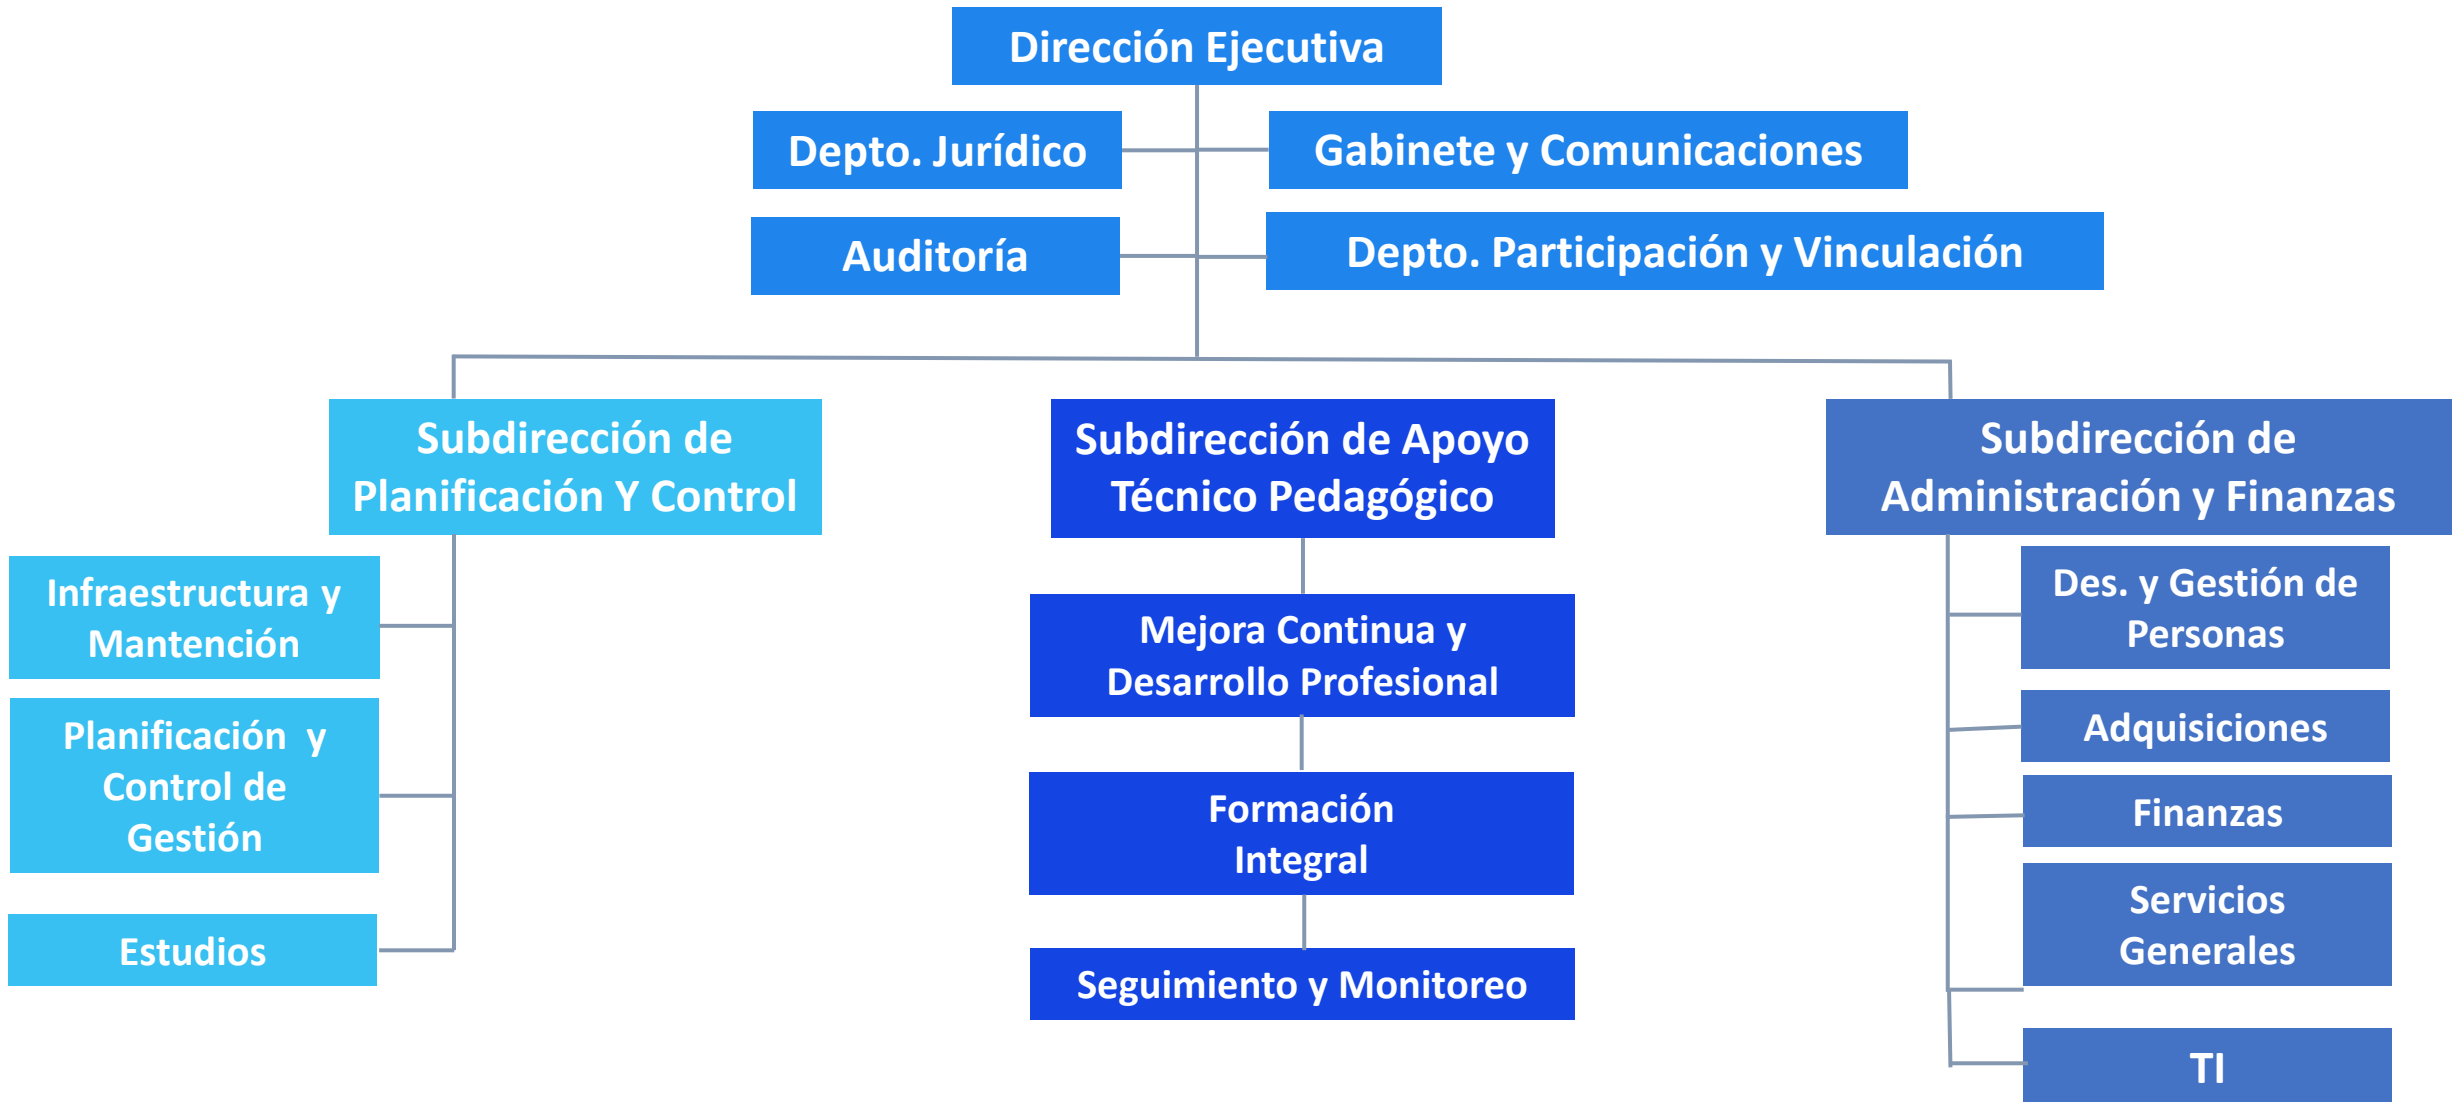 Dirección Ejecutiva
Depto. Jurídico
Gabinete y Comunicaciones
Auditoría
Depto. Participación y Vinculación
Subdirección de
Planificación Y Control
Subdirección de Apoyo
Técnico Pedagógico
Subdirección de
Administración y Finanzas
Infraestructura y
Mantención
Planificación  y
Control de
Gestión
Estudios
Mejora Continua y
Desarrollo Profesional
Formación
Integral
Seguimiento y Monitoreo
Des. y Gestión de
Personas
Adquisiciones
Finanzas
Servicios
Generales
TI